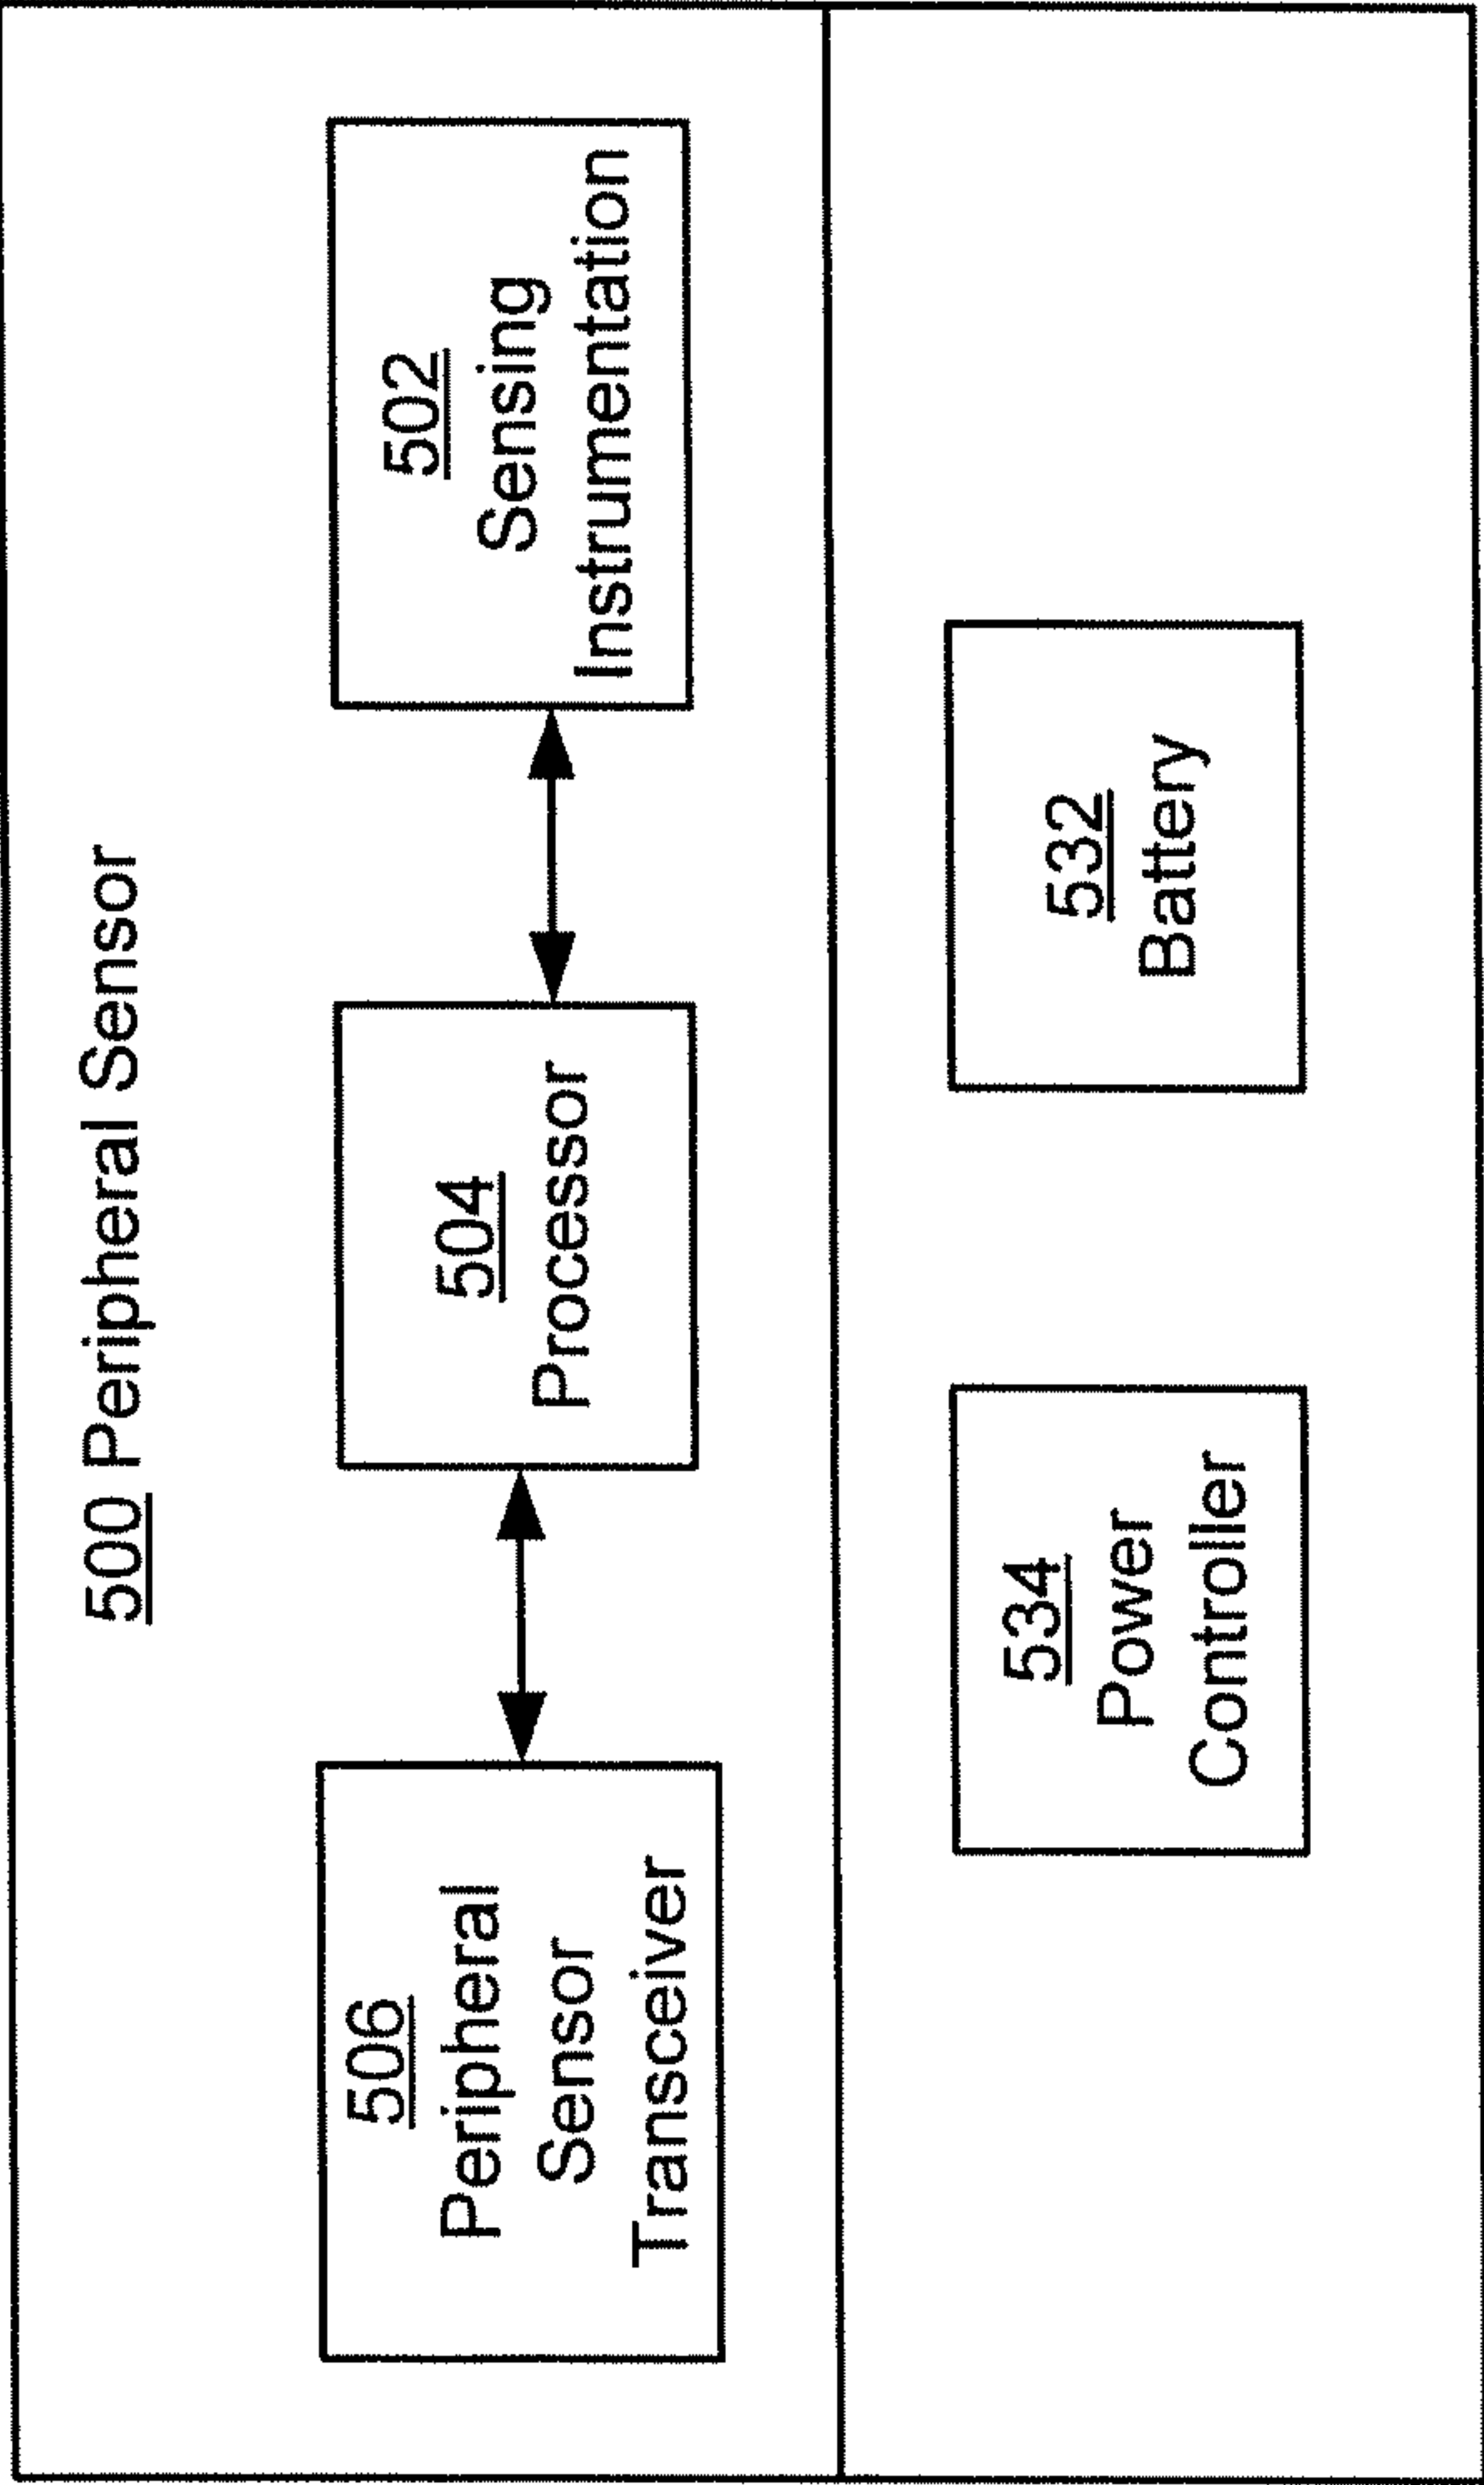 500 Peripheral Sensor
506
Peripheral
Sensor
Transceiver
504
Processor
502
Sensing
Instrumentation
534
Power
Controller
532
Battery